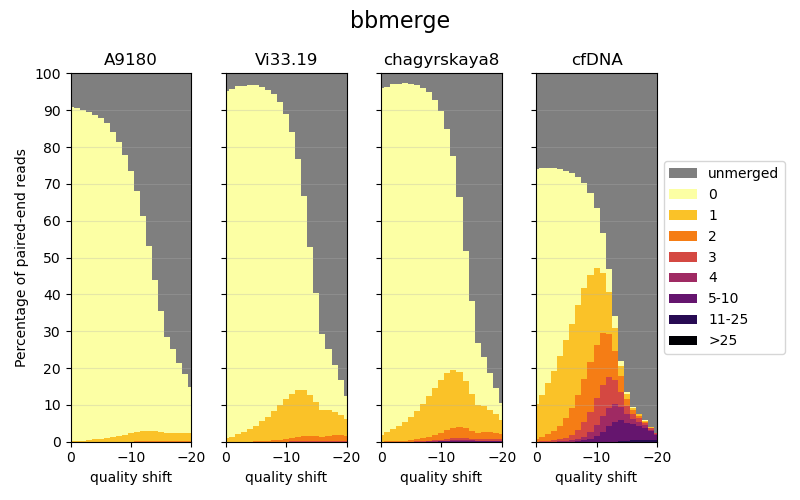 bbmerge
A9180
Vi33.19
chagyrskaya8
cfDNA
Percentage of paired-end reads
100
90
80
70
60
50
40
30
20
10
0
0 −10 −20
0 −10 −20
0 −10 −20
0 −10 −20
quality shift
quality shift
quality shift
quality shift
unmerged
0
1
2
3
4
5-10
11-25
>25